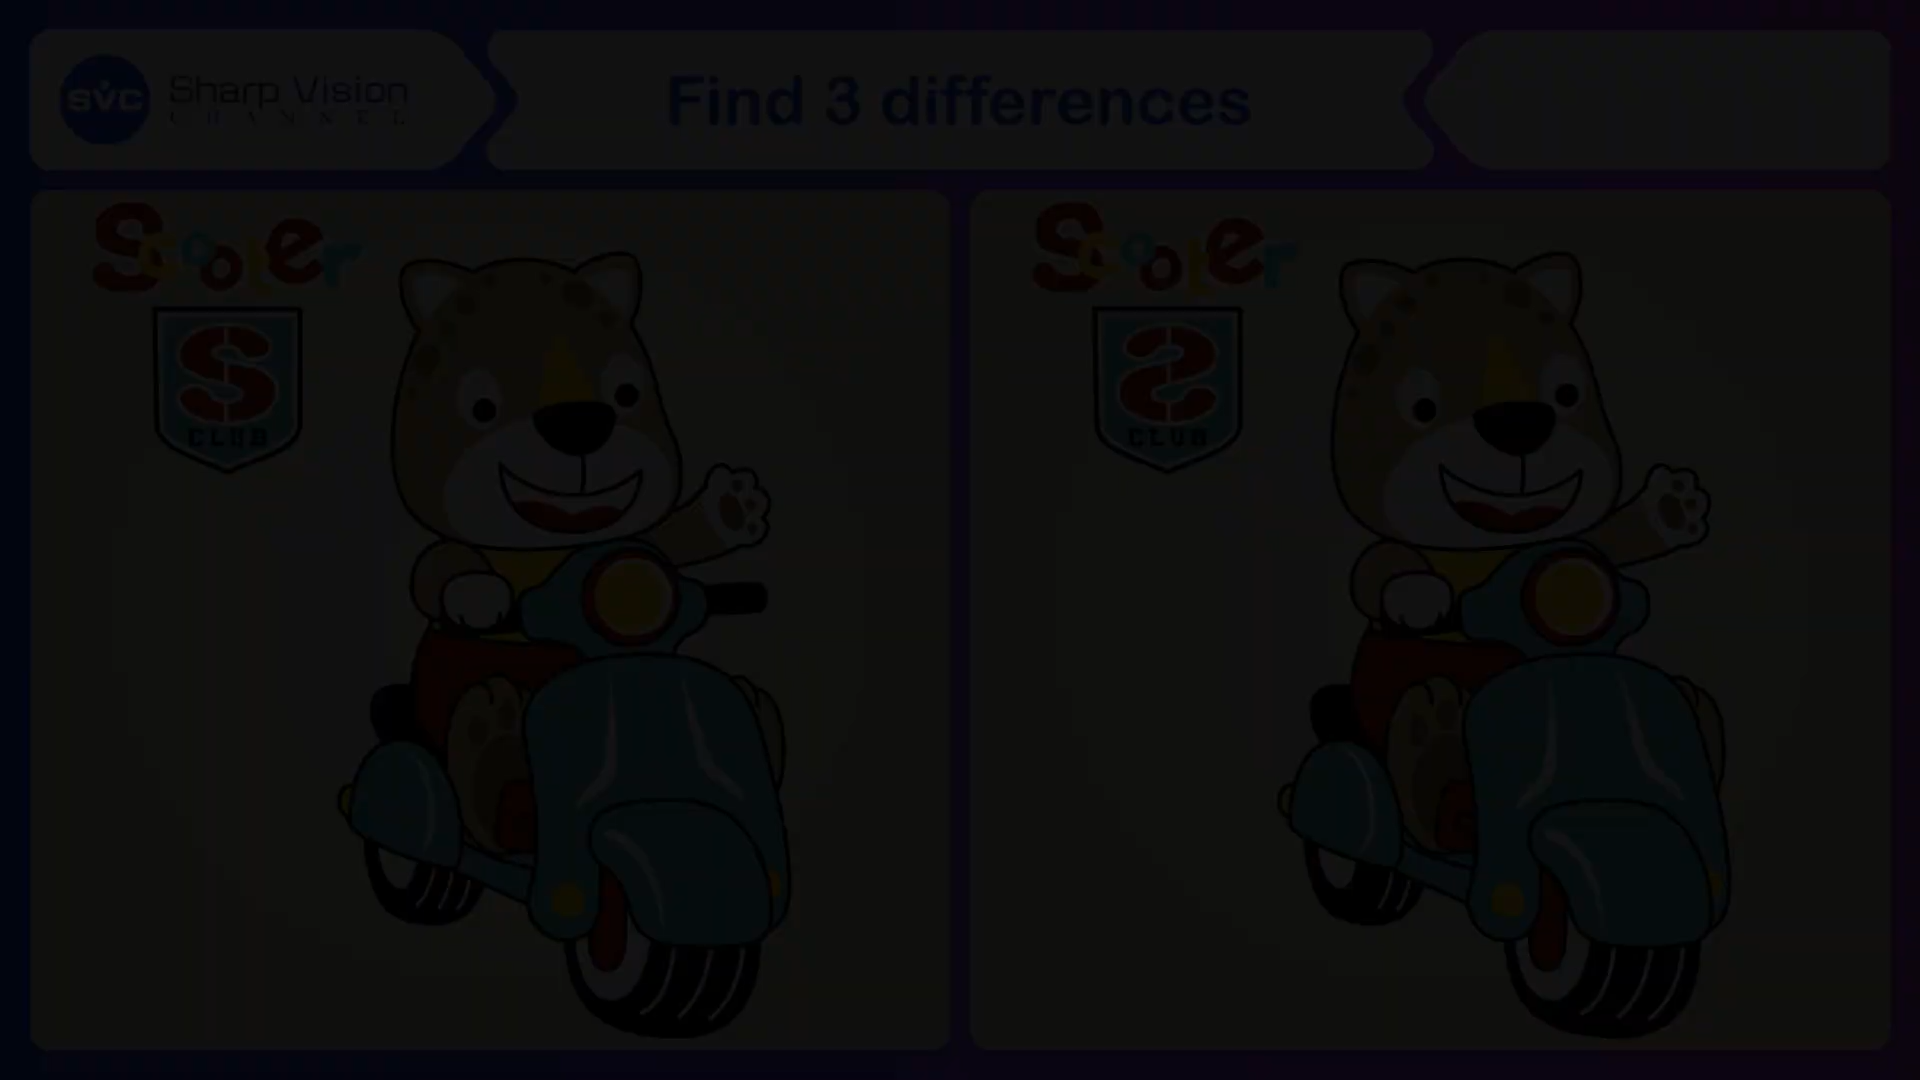 SVC Sharp Vision
CHANNEL
Find 3 differences
Scooter
S
CLUB
Scooter
S
CLUB